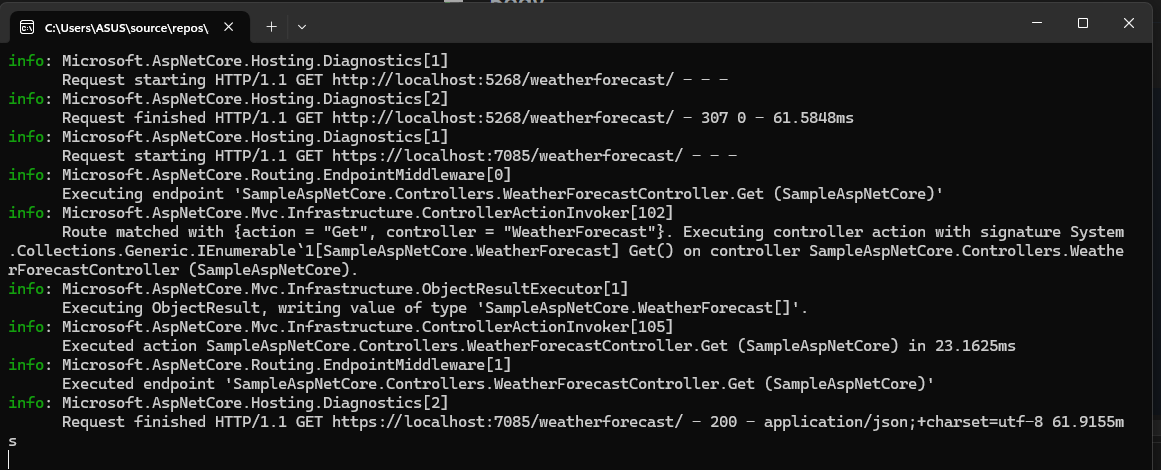 C:\Users\ASUS\source\repos\
info: Microsoft.AspNetCore.Hosting.Diagnostics[1]
Request starting HTTP/1.1 GET http://localhost:5268/weatherforecast/ - - -
info: Microsoft.AspNetCore.Hosting.Diagnostics[2]
Request finished HTTP/1.1 GET http://localhost:5268/weatherforecast/ - 307 0 - 61.5848ms
info: Microsoft.AspNetCore.Hosting.Diagnostics[1]
Request starting HTTP/1.1 GET https://localhost:7085/weatherforecast/ - - -
info: Microsoft.AspNetCore.Routing.EndpointMiddleware[0]
Executing endpoint 'SampleAspNetCore.Controllers.WeatherForecastController.Get (SampleAspNetCore)'
info: Microsoft.AspNetCore.Mvc.Infrastructure.ControllerActionInvoker[102]
Route matched with {action = "Get", controller = "WeatherForecast"}. Executing controller action with signature System
.Collections.Generic.IEnumerable`1[SampleAspNetCore.WeatherForecast] Get() on controller SampleAspNetCore.Controllers.Weathe
rForecastController (SampleAspNetCore).
info: Microsoft.AspNetCore.Mvc.Infrastructure.ObjectResultExecutor[1]
Executing ObjectResult, writing value of type 'SampleAspNetCore.WeatherForecast[]'.
info: Microsoft.AspNetCore.Mvc.Infrastructure.ControllerActionInvoker[105]
Executed action SampleAspNetCore.Controllers.WeatherForecastController.Get (SampleAspNetCore) in 23.1625ms
info: Microsoft.AspNetCore.Routing.EndpointMiddleware[1]
Executed endpoint 'SampleAspNetCore.Controllers.WeatherForecastController.Get (SampleAspNetCore)'
info: Microsoft.AspNetCore.Hosting.Diagnostics[2]
Request finished HTTP/1.1 GET https://localhost:7085/weatherforecast/ - 200 - application/json;+charset=utf-8 61.9155m
s